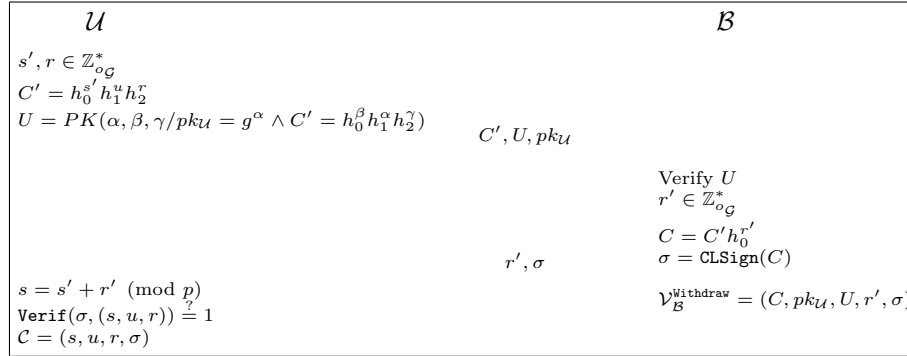 𝒰 ℬ
s′, r ∈ ℤ*_{o_𝒢}
C′ = h_0^{s′} h_1^u h_2^r
U = PK(α, β, γ/pk_𝒰 = g^α ∧ C′ = h_0^β h_1^α h_2^γ)
C′, U, pk_𝒰
Verify U
r′ ∈ ℤ*_{o_𝒢}
C = C′h_0^{r′}
σ = CLSign(C)
r′, σ
s = s′ + r′ (mod p)
𝒱_ℬ^{Withdraw} = (C, pk_𝒰, U, r′, σ)
Verif(σ, (s, u, r)) ≟ 1
𝒞 = (s, u, r, σ)